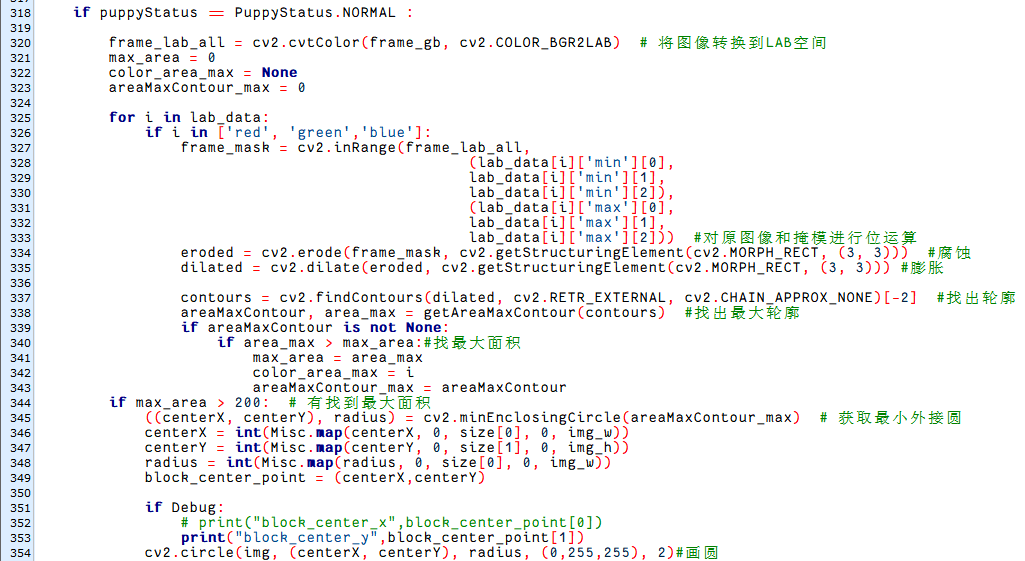 318 if puppyStatus == PuppyStatus.NORMAL :
319
320 frame_lab_all = cv2.cvtColor(frame_gb, cv2.COLOR_BGR2LAB)  # 将图像转换到LAB空间
321 max_area = 0
322 color_area_max = None
323 areaMaxContour_max = 0
324
325 for i in lab_data:
326 if i in ['red', 'green','blue']:
327 frame_mask = cv2.inRange(frame_lab_all,
328 (lab_data[i]['min'][0],
329 lab_data[i]['min'][1],
330 lab_data[i]['min'][2]),
331 (lab_data[i]['max'][0],
332 lab_data[i]['max'][1],
333 lab_data[i]['max'][2]))  #对原图像和掩模进行位运算
334 eroded = cv2.erode(frame_mask, cv2.getStructuringElement(cv2.MORPH_RECT, (3, 3)))  #腐蚀
335 dilated = cv2.dilate(eroded, cv2.getStructuringElement(cv2.MORPH_RECT, (3, 3))) #膨胀
336
337 contours = cv2.findContours(dilated, cv2.RETR_EXTERNAL, cv2.CHAIN_APPROX_NONE)[-2]  #找出轮廓
338 areaMaxContour, area_max = getAreaMaxContour(contours)  #找出最大轮廓
339 if areaMaxContour is not None:
340 if area_max > max_area:#找最大面积
341 max_area = area_max
342 color_area_max = i
343 areaMaxContour_max = areaMaxContour
344 if max_area > 200:  # 有找到最大面积
345 ((centerX, centerY), radius) = cv2.minEnclosingCircle(areaMaxContour_max)  # 获取最小外接圆
346 centerX = int(Misc.map(centerX, 0, size[0], 0, img_w))
347 centerY = int(Misc.map(centerY, 0, size[1], 0, img_h))
348 radius = int(Misc.map(radius, 0, size[0], 0, img_w))
349 block_center_point = (centerX,centerY)
350
351 if Debug:
352 # print("block_center_x",block_center_point[0])
353 print("block_center_y",block_center_point[1])
354 cv2.circle(img, (centerX, centerY), radius, (0,255,255), 2)#画圆